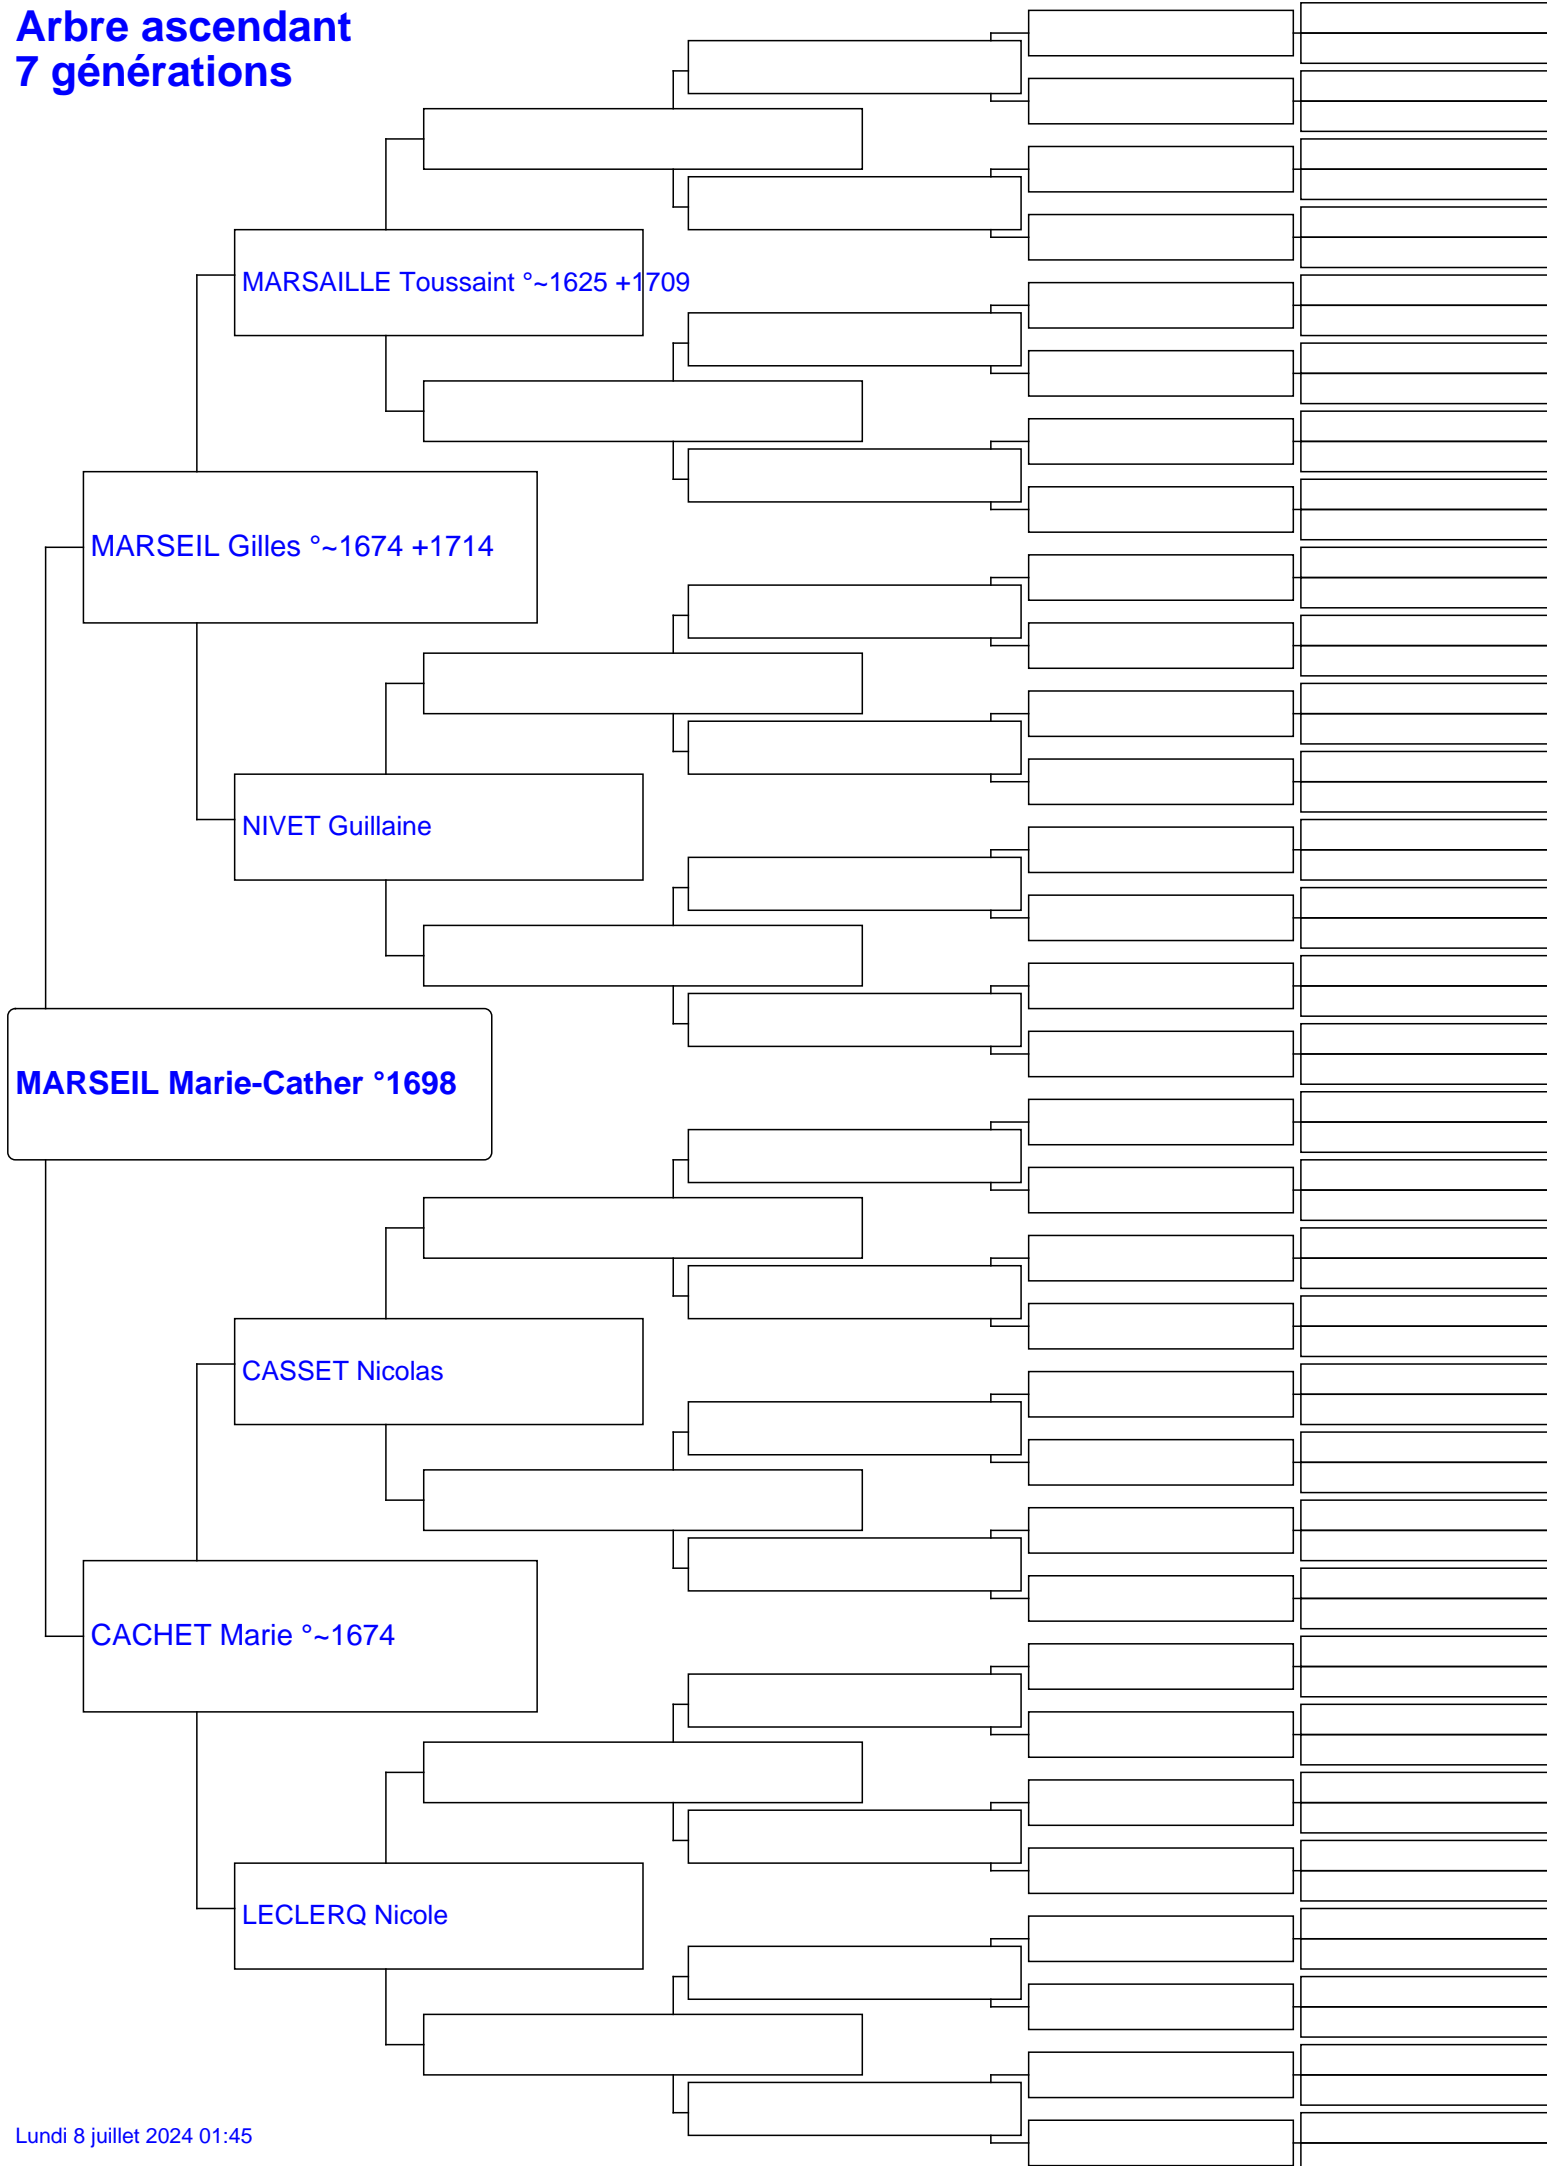 Arbre ascendant
7 générations
MARSAILLE Toussaint °~1625 +1709
MARSEIL Gilles °~1674 +1714
NIVET Guillaine
MARSEIL Marie-Cather °1698
CASSET Nicolas
CACHET Marie °~1674
LECLERQ Nicole
Lundi 8 juillet 2024 01:45